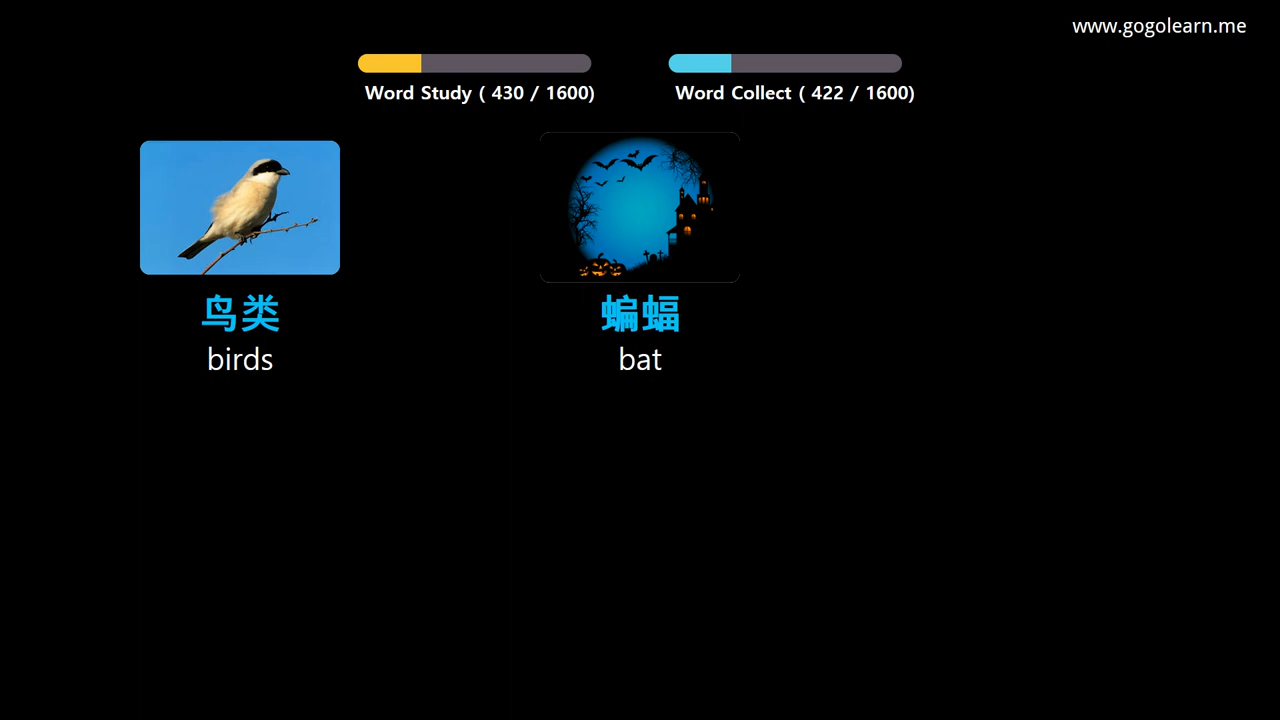 www.gogolearn.me
Word Study ( 430 / 1600)
Word Collect ( 422 / 1600)
鸟类
birds
蝙蝠
bat